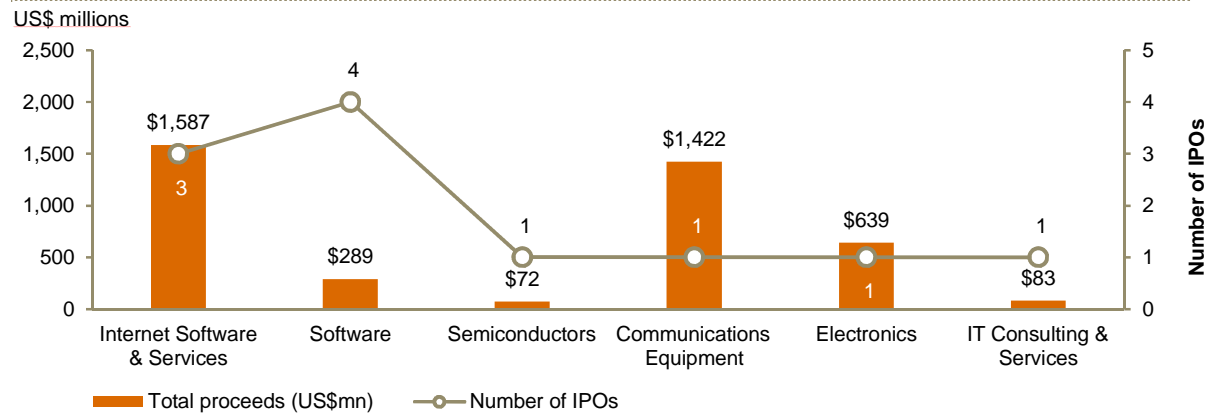 US$ millions
2,500
2,000
1,500
1,000
500
0
5
4
3
2
1
0
Number of IPOs
$1,587
3
4
$289
1
$72
$1,422
1
$639
1
1
$83
Internet Software
& Services
Software
Semiconductors
Communications
Equipment
Electronics
IT Consulting &
Services
Total proceeds (US$mn)
Number of IPOs